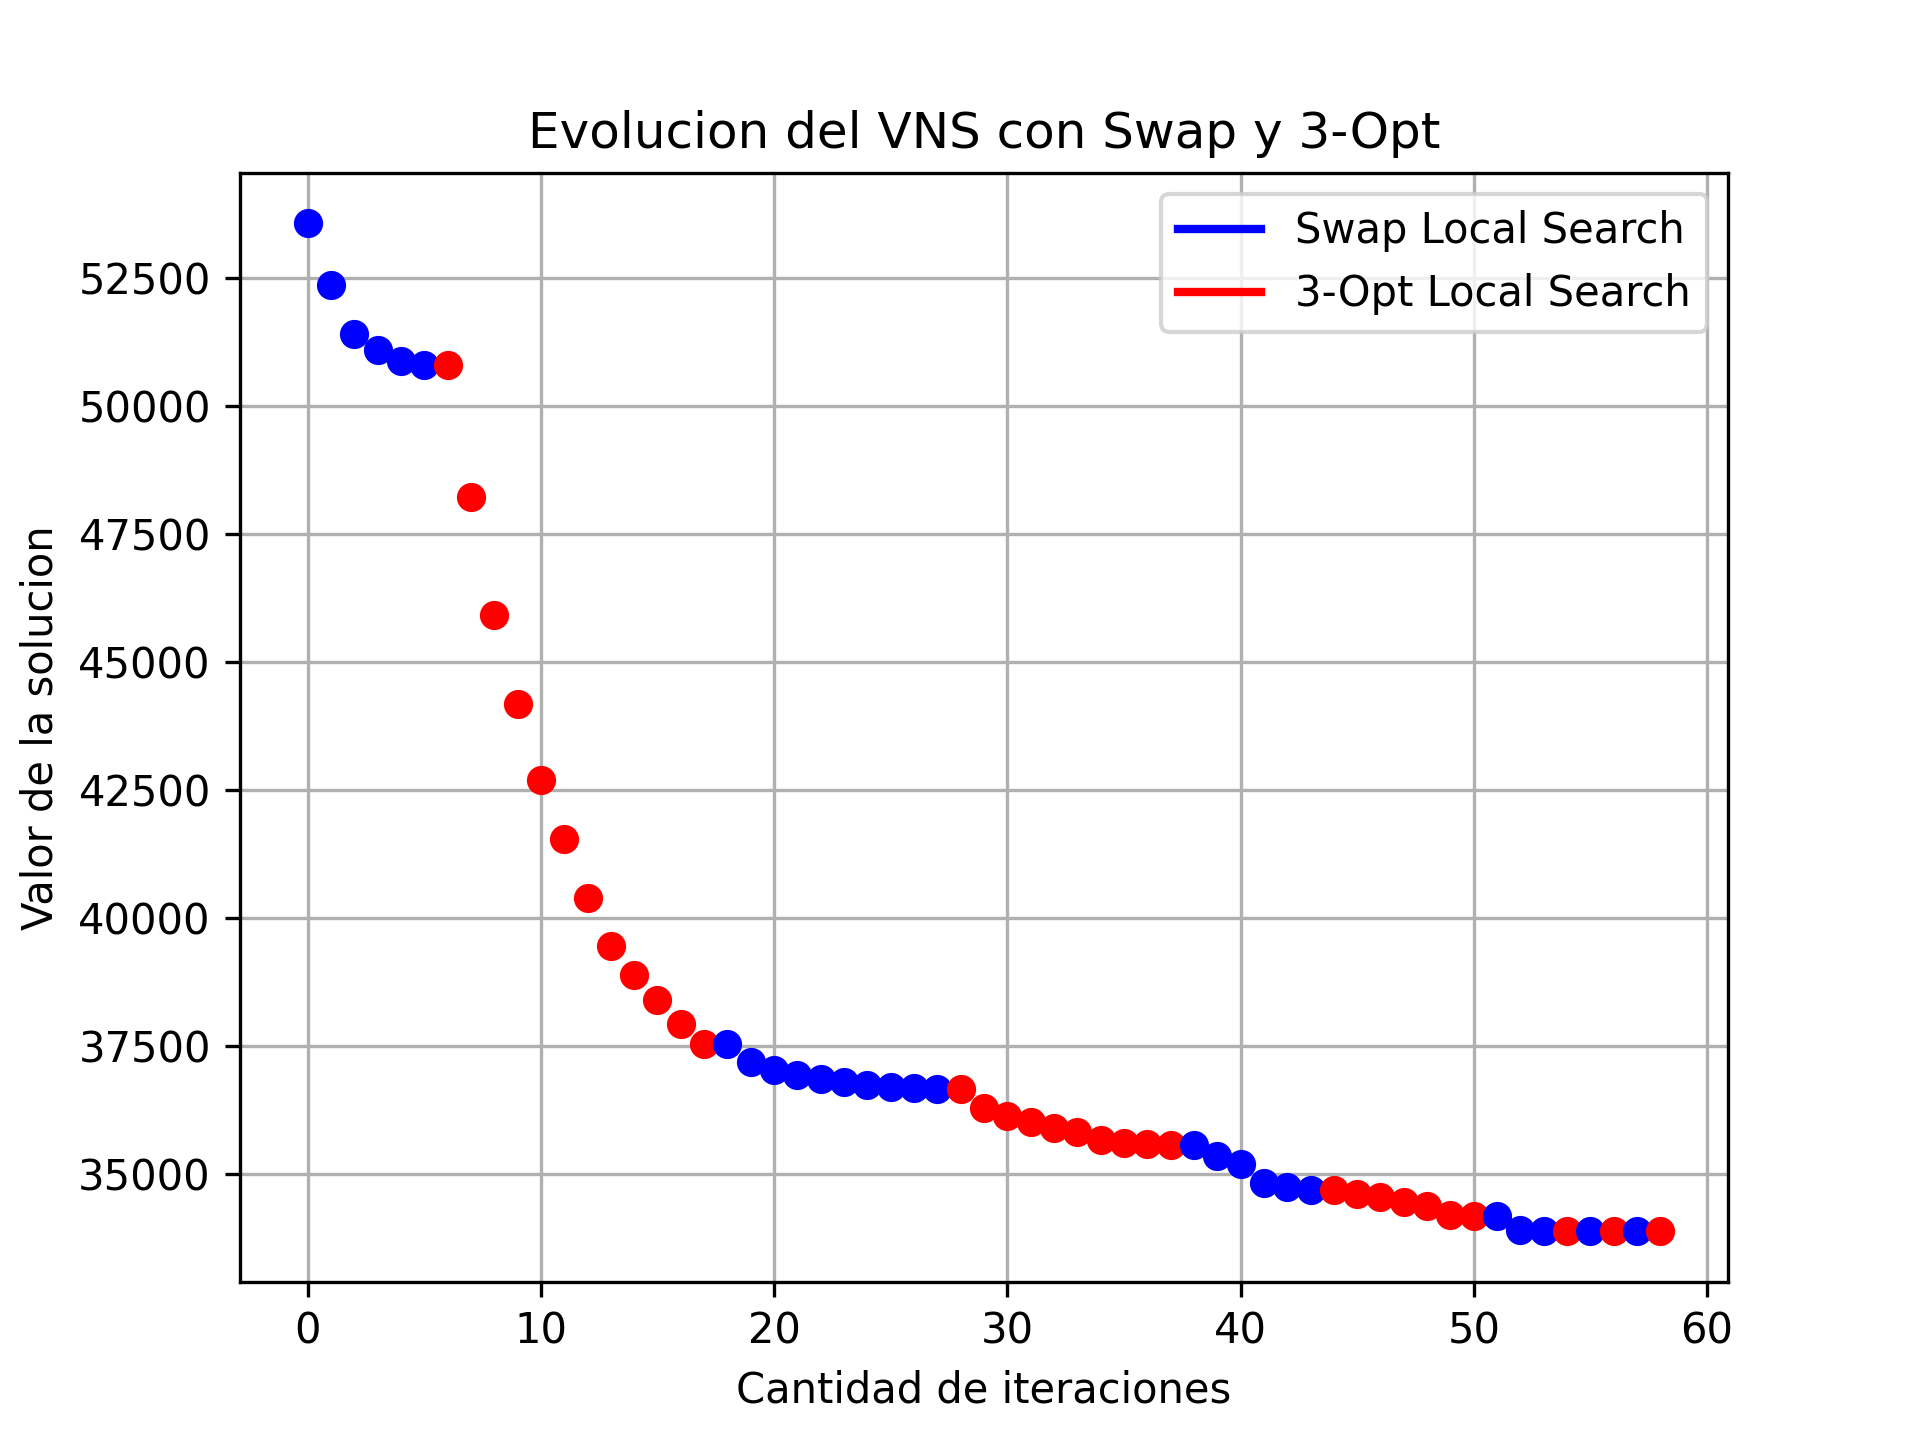 Evolucion del VNS con Swap y 3-Opt
Swap Local Search
3-Opt Local Search
Valor de la solucion
52500
50000
47500
45000
42500
40000
37500
35000
0 10 20 30 40 50 60
Cantidad de iteraciones